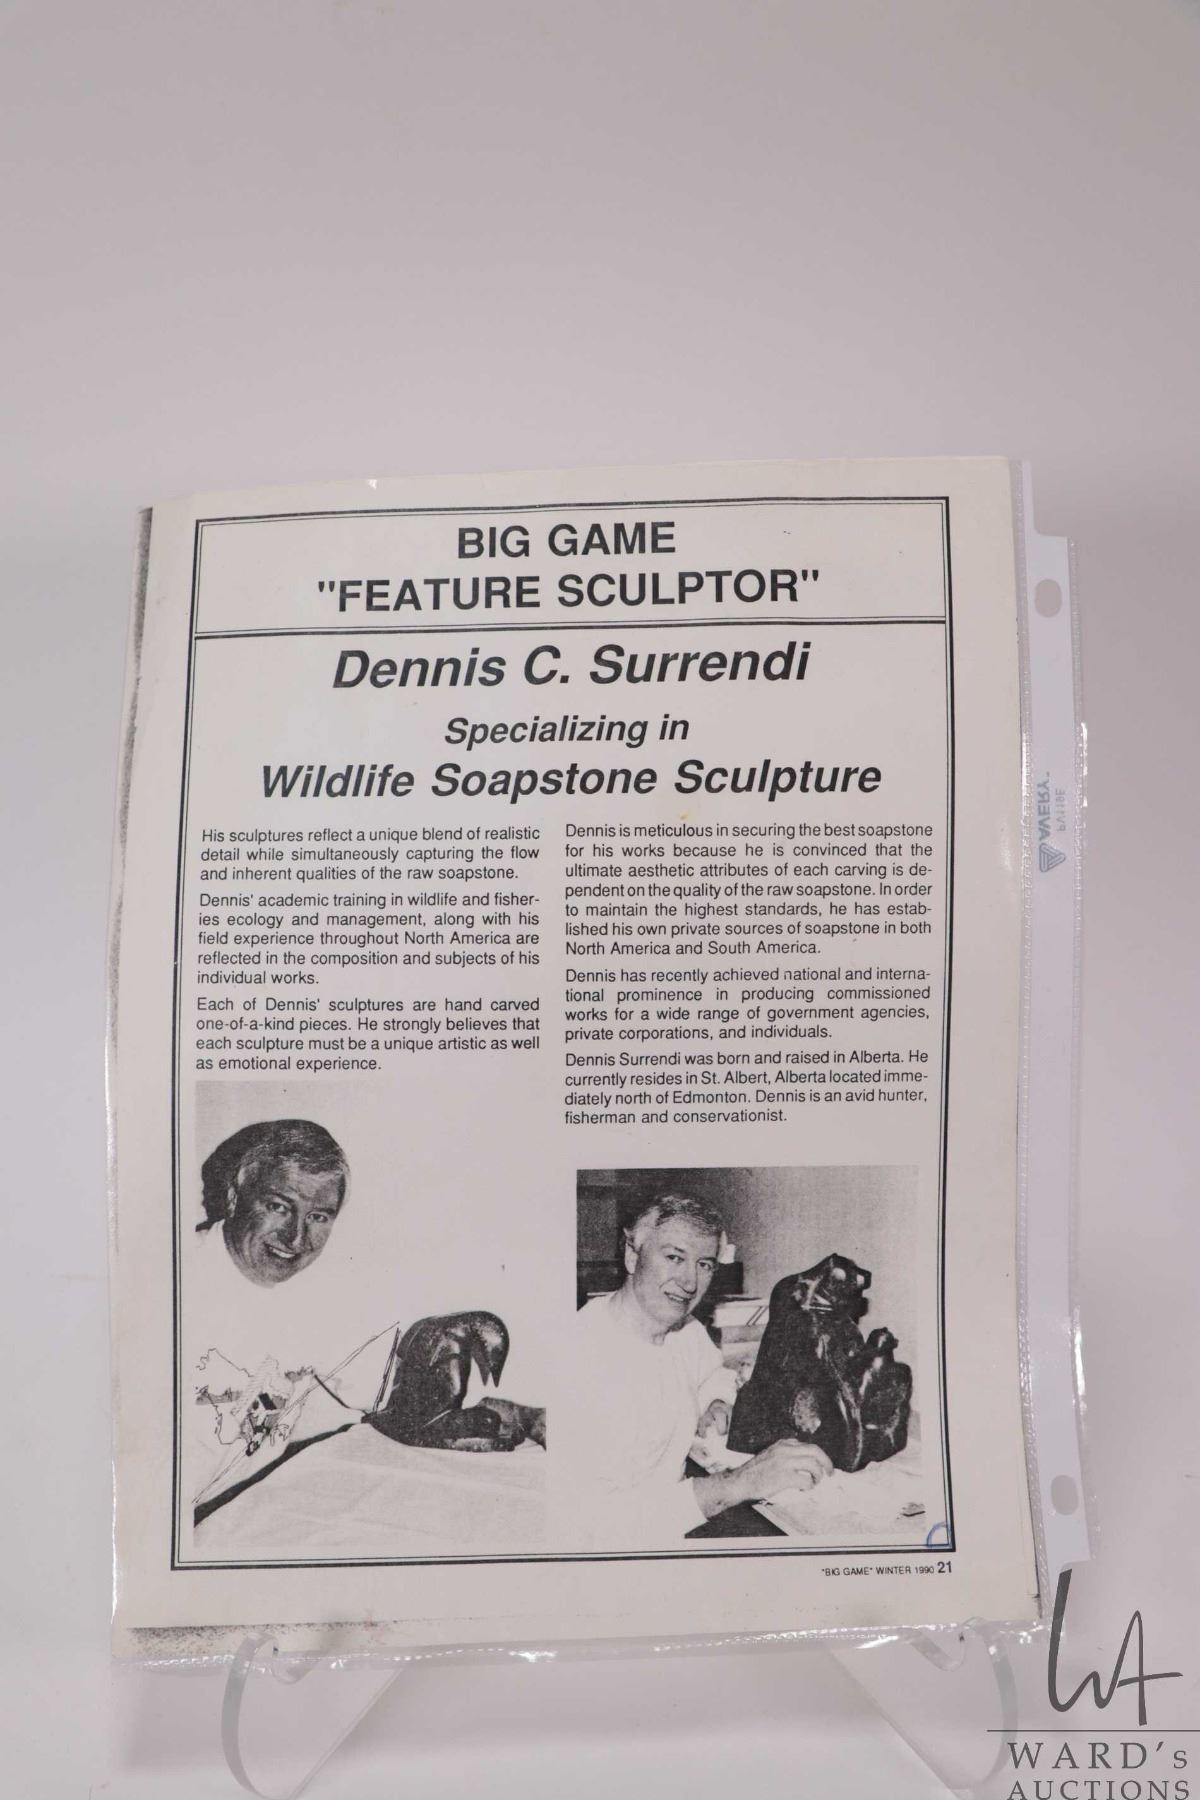 BIG GAME
"FEATURE SCULPTOR"
Dennis C. Surrendi
Specializing in
Wildlife Soapstone Sculpture
His sculptures reflect a unique blend of realistic
detail while simultaneously capturing the flow
and inherent qualities of the raw soapstone.
Dennis' academic training in wildlife and fisher-
ies ecology and management, along with his
field experience throughout North America are
reflected in the composition and subjects of his
individual works.
Each of Dennis' sculptures are hand carved
one-of-a-kind pieces. He strongly believes that
each sculpture must be a unique artistic as well
as emotional experience.
Dennis is meticulous in securing the best soapstone
for his works because he is convinced that the
ultimate aesthetic attributes of each carving is de-
pendent on the quality of the raw soapstone. In order
to maintain the highest standards, he has estab-
lished his own private sources of soapstone in both
North America and South America.
Dennis has recently achieved national and interna-
tional prominence in producing commissioned
works for a wide range of government agencies,
private corporations, and individuals.
Dennis Surrendi was born and raised in Alberta. He
currently resides in St. Albert, Alberta located imme-
diately north of Edmonton. Dennis is an avid hunter,
fisherman and conservationist.
"BIG GAME" WINTER 1990 21
AVERY
PV119E
WA
WARD's
AUCTIONS